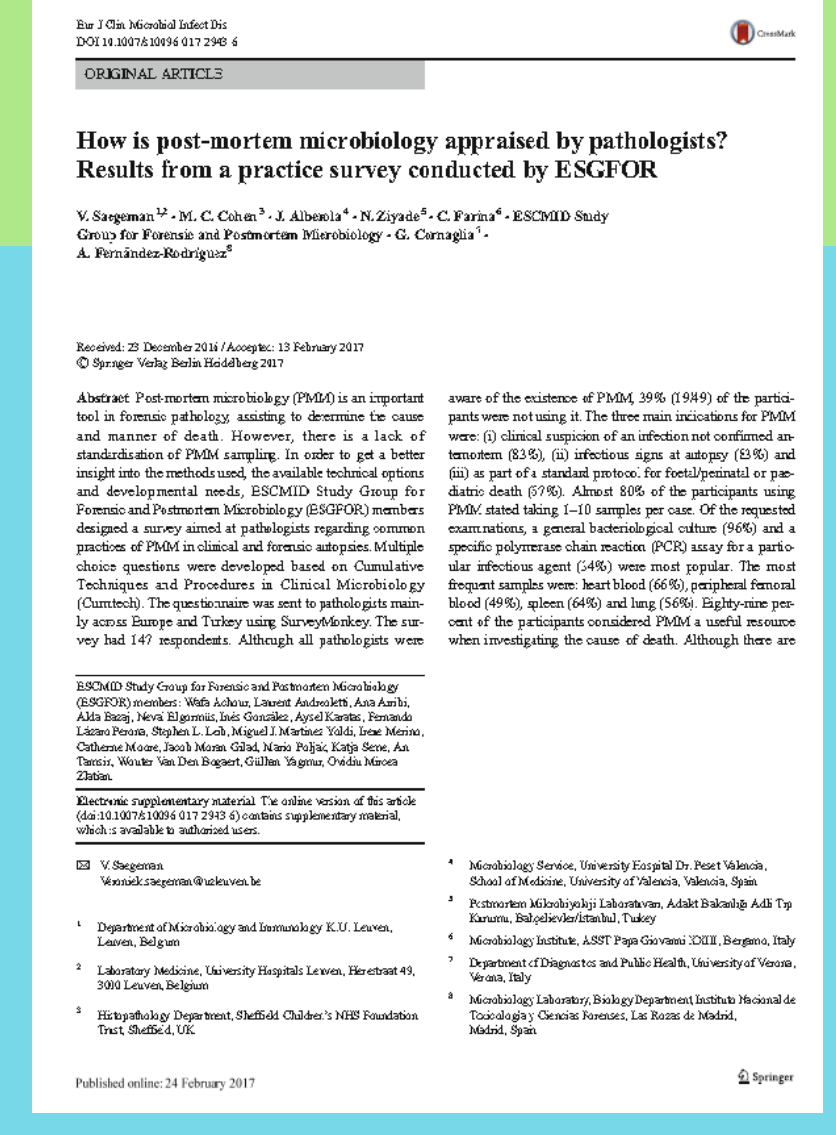 Eur J Clin Microbiol Infect Dis
DOI 10.1007/s10096-017-2943-6
CrossMark
ORIGINAL ARTICLE
How is post-mortem microbiology appraised by pathologists?
Results from a practice survey conducted by ESGFOR
V. Saegeman 1,2 · M. C. Cohen 3 · J. Alberola 4 · N. Ziyade 5 · C. Farina 6 · ESCMID Study
Group for Forensic and Postmortem Microbiology · G. Cornaglia 7 ·
A. Fernández-Rodríguez 8
Received: 23 December 2016 / Accepted: 13 February 2017
© Springer-Verlag Berlin Heidelberg 2017
Abstract Post-mortem microbiology (PMM) is an important
tool in forensic pathology, assisting to determine the cause
and manner of death. However, there is a lack of
standardisation of PMM sampling. In order to get a better
insight into the methods used, the available technical options
and developmental needs, ESCMID Study Group for
Forensic and Postmortem Microbiology (ESGFOR) members
designed a survey aimed at pathologists regarding common
practices of PMM in clinical and forensic autopsies. Multiple
choice questions were developed based on Cumulative
Techniques and Procedures in Clinical Microbiology
(Cumitech). The questionnaire was sent to pathologists main-
ly across Europe and Turkey using SurveyMonkey. The sur-
vey had 147 respondents. Although all pathologists were
aware of the existence of PMM, 39% (19/49) of the partici-
pants were not using it. The three main indications for PMM
were: (i) clinical suspicion of an infection not confirmed an-
temortem (83%), (ii) infectious signs at autopsy (83%) and
(iii) as part of a standard protocol for foetal/perinatal or pae-
diatric death (57%). Almost 80% of the participants using
PMM stated taking 1–10 samples per case. Of the requested
examinations, a general bacteriological culture (96%) and a
specific polymerase chain reaction (PCR) assay for a partic-
ular infectious agent (34%) were most popular. The most
frequent samples were: heart blood (66%), peripheral femoral
blood (49%), spleen (64%) and lung (56%). Eighty-nine per-
cent of the participants considered PMM a useful resource
when investigating the cause of death. Although there are
ESCMID Study Group for Forensic and Postmortem Microbiology
(ESGFOR) members: Wafa Achour, Laurent Andreoletti, Ana Arribi,
Alda Bazaj, Neval Elgormüs, Inés González, Aysel Karatas, Fernando
Lázaro Perona, Stephen L. Leib, Miguel J. Martinez Yoldi, Irene Merino,
Catherine Moore, Jacob Moran Gilad, Mario Poljak, Katja Seme, An
Tamsin, Wouter Van Den Bogaert, Gülhan Yagmur, Ovidiu Mircea
Zlatian.
Electronic supplementary material The online version of this article
(doi:10.1007/s10096-017-2943-6) contains supplementary material,
which is available to authorized users.
V. Saegeman
Veroniek.saegeman@uzleuven.be
1 Department of Microbiology and Immunology K.U. Leuven,
Leuven, Belgium
2 Laboratory Medicine, University Hospitals Leuven, Herestraat 49,
3000 Leuven, Belgium
3 Histopathology Department, Sheffield Children's NHS Foundation
Trust, Sheffield, UK
4 Microbiology Service, University Hospital Dr. Peset Valencia,
School of Medicine, University of Valencia, Valencia, Spain
5 Postmortem Mikrobiyoloji Laboratuvarı, Adalet Bakanlığı Adli Tıp
Kurumu, Bahçelievler/İstanbul, Turkey
6 Microbiology Institute, ASST Papa Giovanni XXIII, Bergamo, Italy
7 Department of Diagnostics and Public Health, University of Verona,
Verona, Italy
8 Microbiology Laboratory, Biology Department, Instituto Nacional de
Toxicología y Ciencias Forenses, Las Rozas de Madrid,
Madrid, Spain
Published online: 24 February 2017
Springer